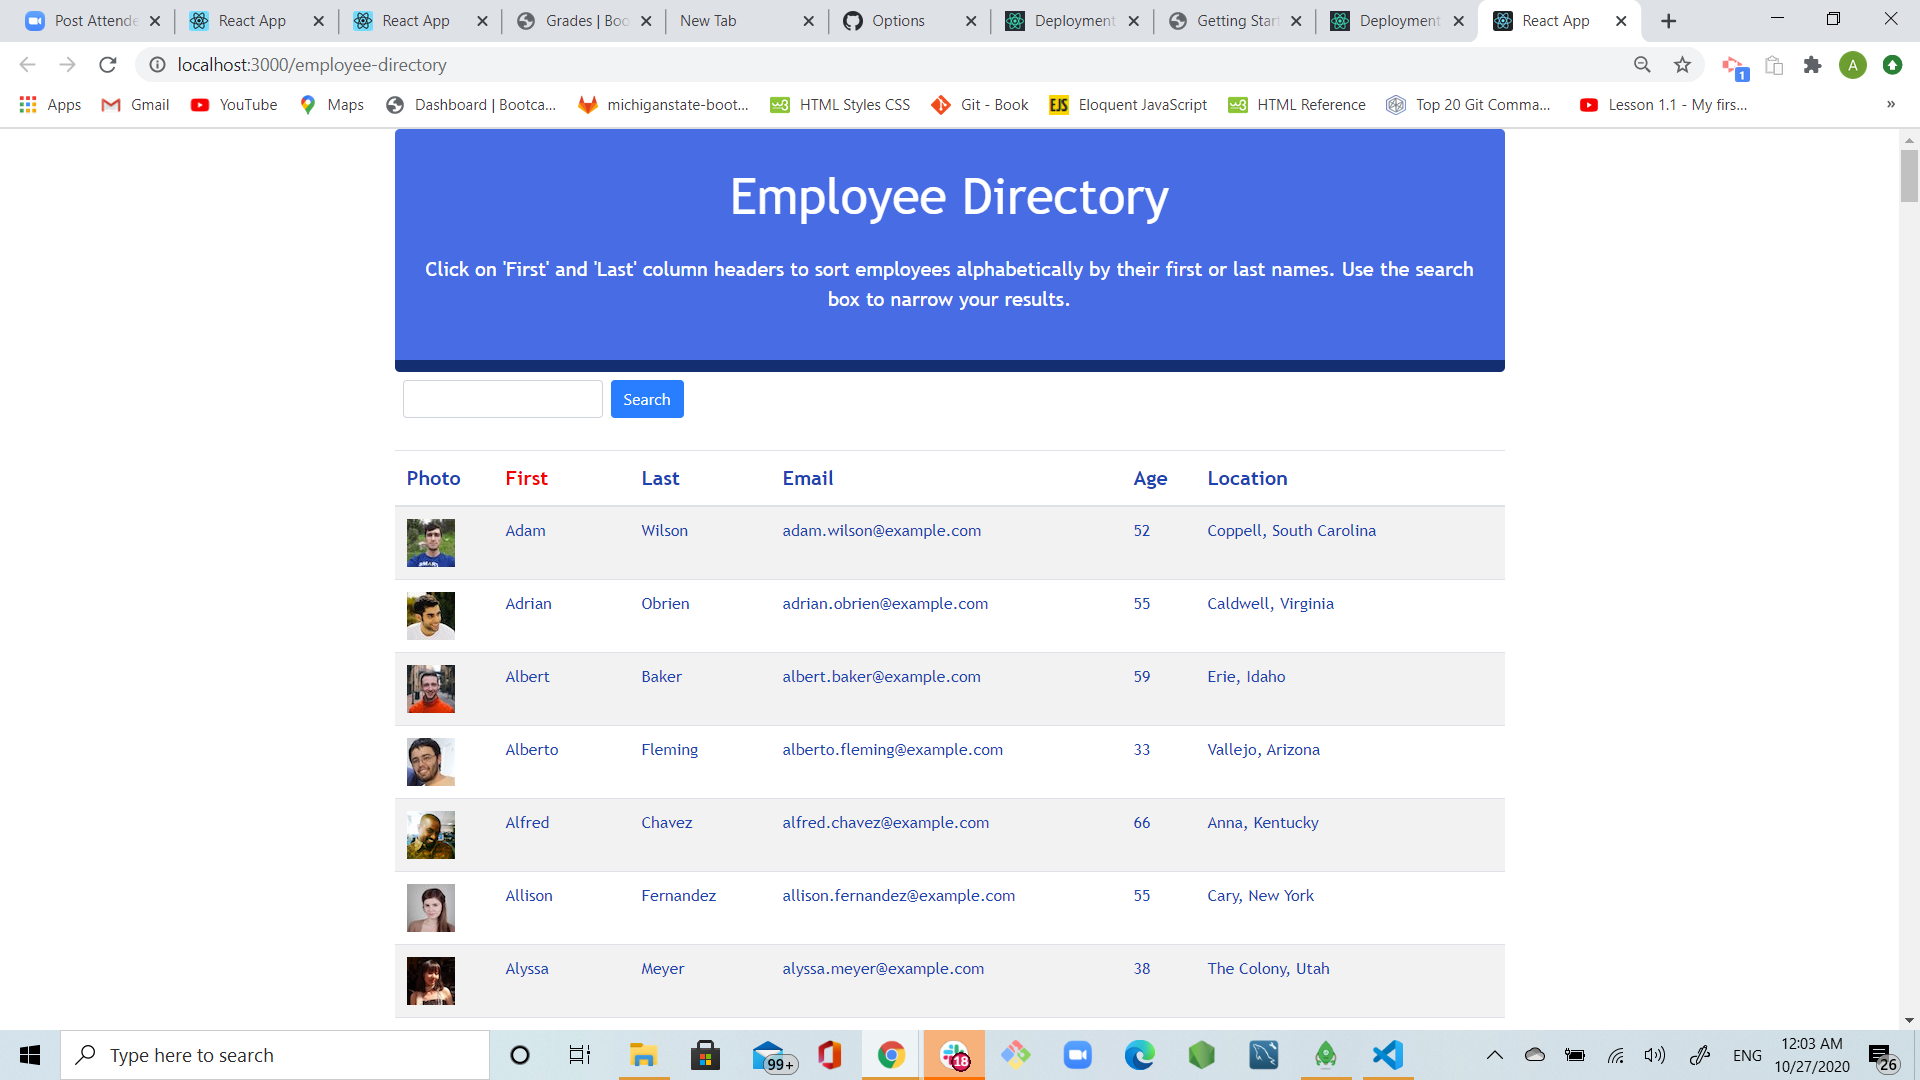 Post Attende
React App
React App
Grades | Boo
New Tab
Options
Deployment
Getting Star
Deployment
React App
localhost:3000/employee-directory
A
1
Apps
Gmail
YouTube
Maps
Dashboard | Bootca...
michiganstate-boot...
HTML Styles CSS
Git - Book
EJS
Eloquent JavaScript
HTML Reference
Top 20 Git Comma...
Lesson 1.1 - My firs...
»
Employee Directory
Click on 'First' and 'Last' column headers to sort employees alphabetically by their first or last names. Use the search
box to narrow your results.
Search
Photo First Last Email Age Location
Adam Wilson adam.wilson@example.com 52 Coppell, South Carolina
Adrian Obrien adrian.obrien@example.com 55 Caldwell, Virginia
Albert Baker albert.baker@example.com 59 Erie, Idaho
Alberto Fleming alberto.fleming@example.com 33 Vallejo, Arizona
Alfred Chavez alfred.chavez@example.com 66 Anna, Kentucky
Allison Fernandez allison.fernandez@example.com 55 Cary, New York
Alyssa Meyer alyssa.meyer@example.com 38 The Colony, Utah
Type here to search
99+
18
ENG
12:03 AM
10/27/2020
26